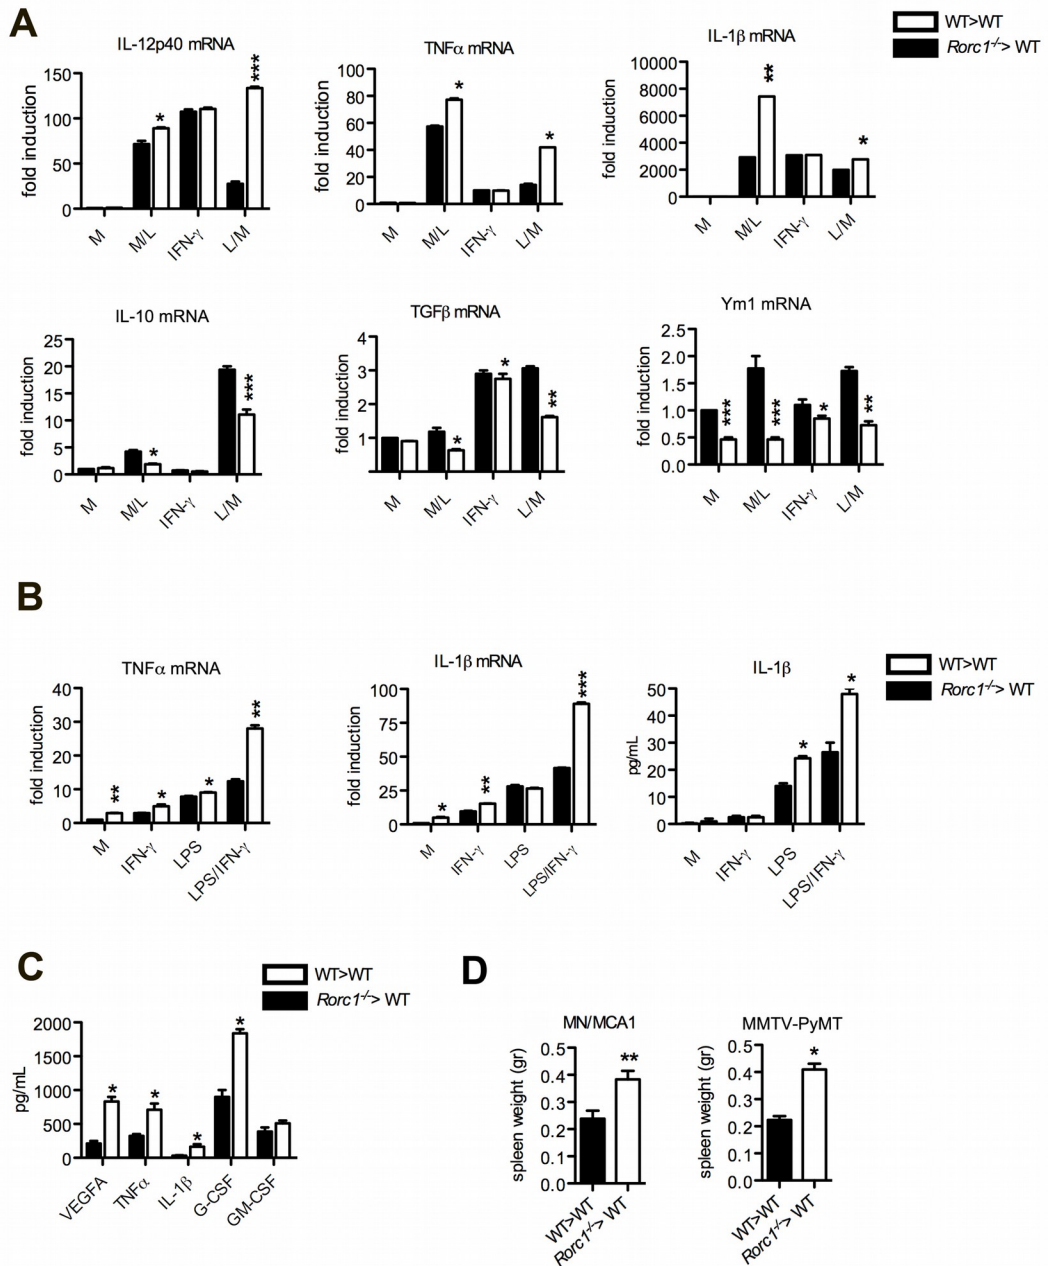 A
WT>WT
Rorc1-/-> WT
IL-12p40 mRNA
fold induction
150
100
50
0
***
*
M
M/L
IFN-γ
L/M
TNFα mRNA
fold induction
100
80
60
40
20
0
*
*
M
M/L
IFN-γ
L/M
IL-1β mRNA
fold induction
10000
8000
6000
4000
2000
0
**
*
M
M/L
IFN-γ
L/M
IL-10 mRNA
fold induction
25
20
15
10
5
0
*
***
M
M/L
IFN-γ
L/M
TGFβ mRNA
fold induction
4
3
2
1
*
*
**
M
M/L
IFN-γ
L/M
Ym1 mRNA
fold induction
2.5
2.0
1.5
1.0
0.5
0.0
***
***
*
**
M
M/L
IFN-γ
L/M
B
WT>WT
Rorc1-/-> WT
TNFα mRNA
fold induction
40
30
20
10
0
**
*
*
**
M
IFN-γ
LPS
LPS/IFN-γ
IL-1β mRNA
fold induction
100
75
50
25
0
*
**
***
M
IFN-γ
LPS
LPS/IFN-γ
IL-1β
pg/mL
50
40
30
20
10
0
*
*
M
IFN-γ
LPS
LPS/IFN-γ
C
WT>WT
Rorc1-/-> WT
pg/mL
2000
1500
1000
500
0
*
*
*
*
VEGFA
TNFα
IL-1β
G-CSF
GM-CSF
D
MN/MCA1
spleen weight (gr)
0.5
0.4
0.3
0.2
0.1
0.0
**
WT>WT
Rorc1-/-> WT
MMTV-PyMT
spleen weight (gr)
0.5
0.4
0.3
0.2
0.1
0.0
*
WT>WT
Rorc1-/-> WT